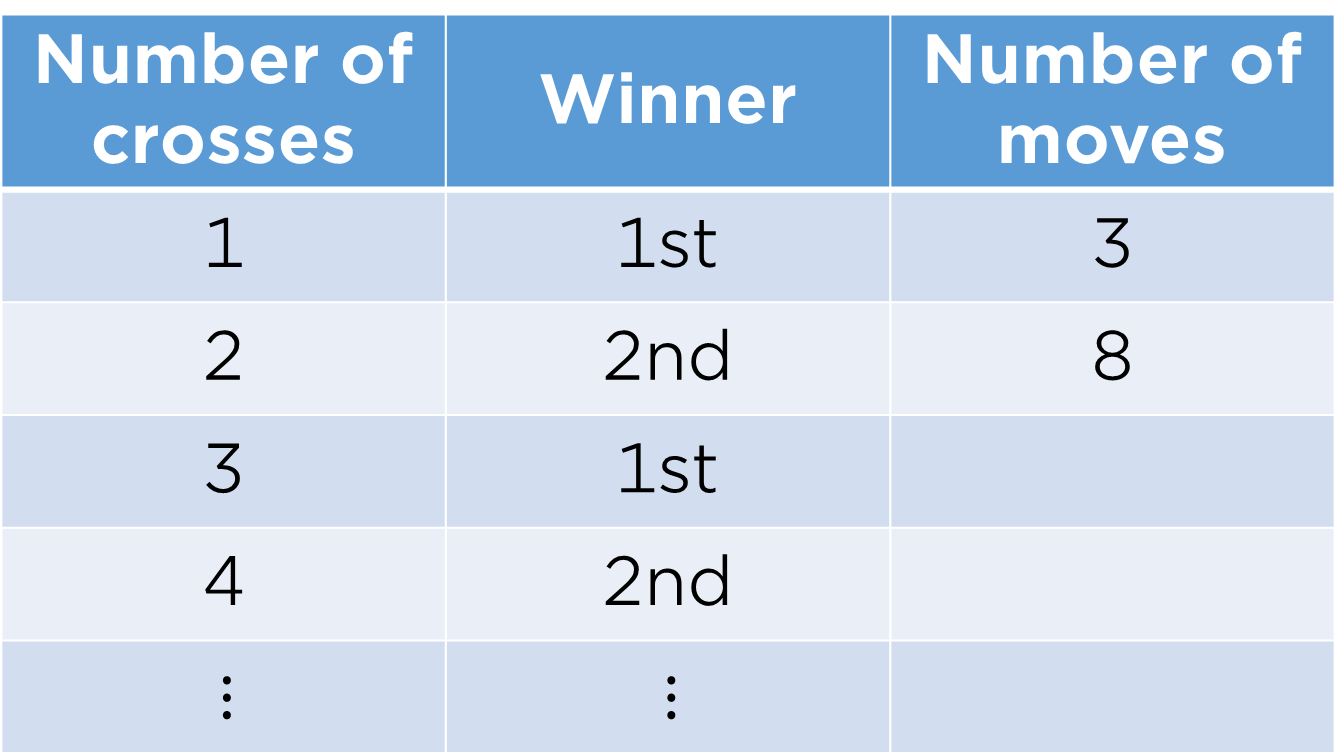 Number of crosses Winner Number of moves
1 1st 3
2 2nd 8
3 1st
4 2nd
⋮ ⋮